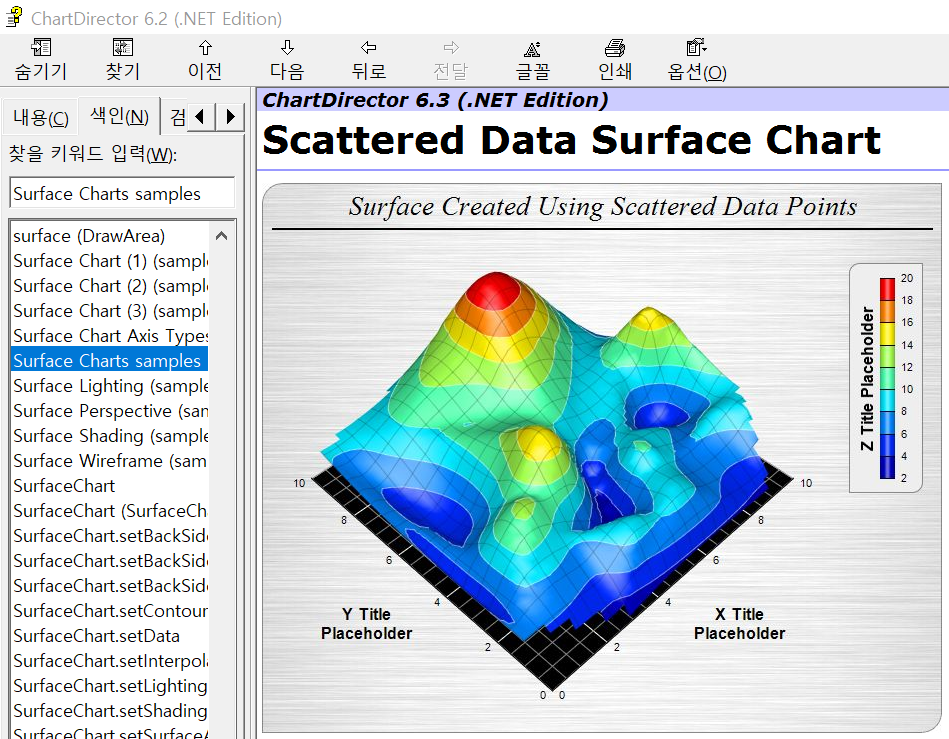 ChartDirector 6.2 (.NET Edition)
숨기기 찾기 이전 다음 뒤로 전달 글꼴 인쇄 옵션(O)
내용(C) 색인(N) 검
찾을 키워드 입력(W):
Surface Charts samples
surface (DrawArea)
Surface Chart (1) (sampl
Surface Chart (2) (sampl
Surface Chart (3) (sampl
Surface Chart Axis Types
Surface Charts samples
Surface Lighting (sample
Surface Perspective (sam
Surface Shading (sample
Surface Wireframe (sam
SurfaceChart
SurfaceChart (SurfaceCh
SurfaceChart.setBackSide
SurfaceChart.setBackSide
SurfaceChart.setBackSide
SurfaceChart.setContour
SurfaceChart.setData
SurfaceChart.setInterpola
SurfaceChart.setLighting
SurfaceChart.setShading
SurfaceChart.setSurfaceA
ChartDirector 6.3 (.NET Edition)
Scattered Data Surface Chart
Surface Created Using Scattered Data Points
Z Title Placeholder
20
18
16
14
12
10
8
6
4
2
10
8
6
4
2
0
Y Title
Placeholder
0
2
4
6
8
10
X Title
Placeholder